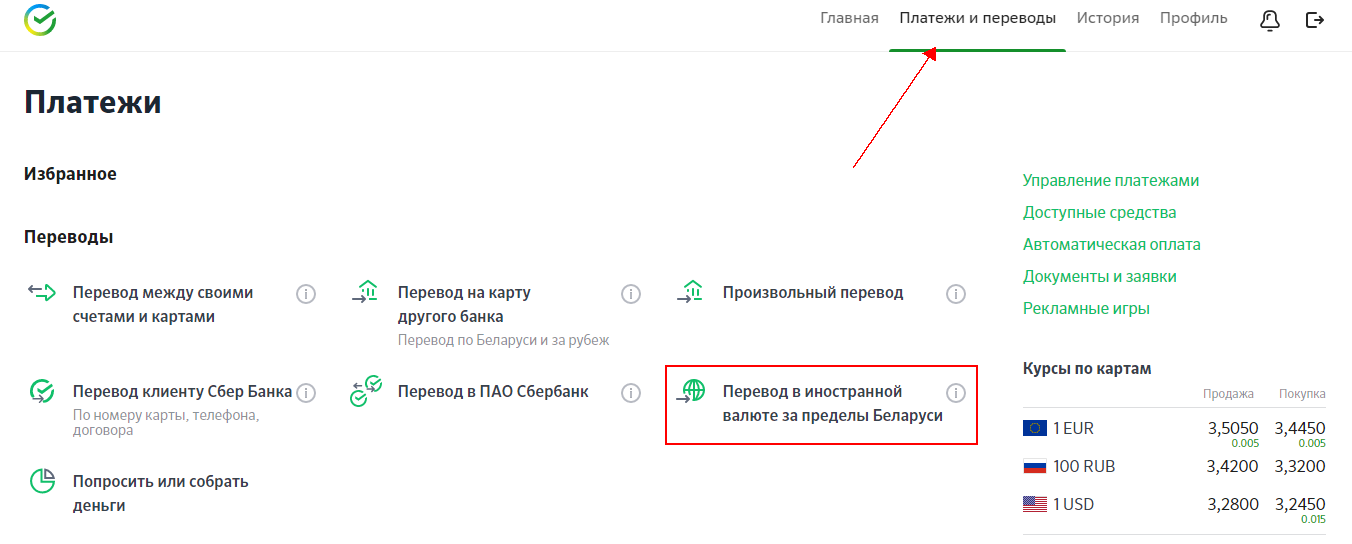 Главная Платежи и переводы История Профиль
Платежи
Избранное
Переводы
Перевод между своими
счетами и картами
Перевод на карту
другого банка
Перевод по Беларуси и за рубеж
Произвольный перевод
Перевод клиенту Сбер Банка
По номеру карты, телефона,
договора
Перевод в ПАО Сбербанк
Перевод в иностранной
валюте за пределы Беларуси
Попросить или собрать
деньги
Управление платежами
Доступные средства
Автоматическая оплата
Документы и заявки
Рекламные игры
Курсы по картам
Продажа Покупка
1 EUR 3,5050 3,4450
0.005 0.005
100 RUB 3,4200 3,3200
1 USD 3,2800 3,2450
0.015